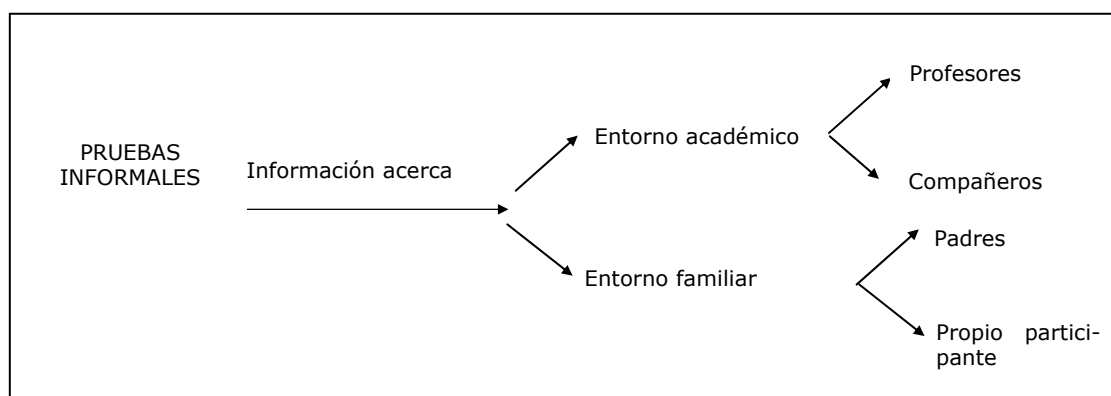 PRUEBAS
INFORMALES
Información acerca
Entorno académico
Profesores
Compañeros
Entorno familiar
Padres
Propio partici-
pante